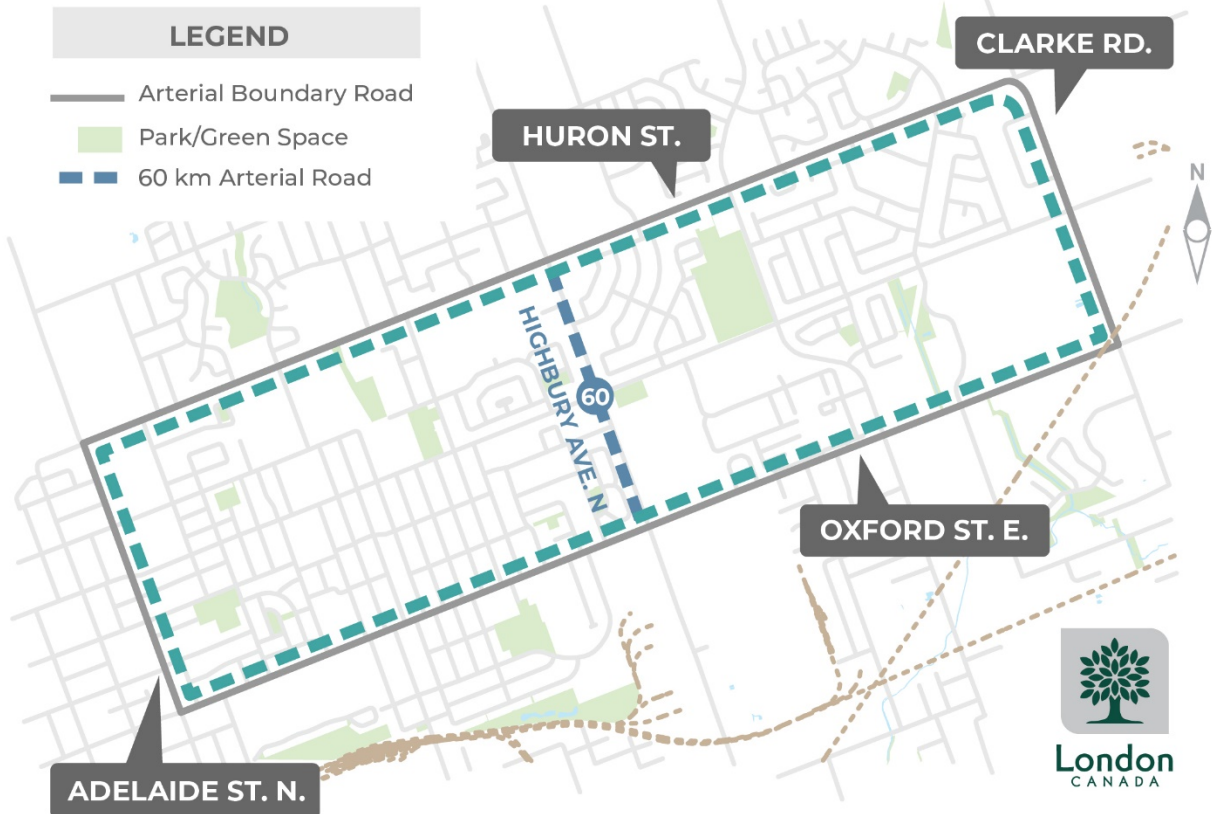 LEGEND
Arterial Boundary Road
Park/Green Space
60 km Arterial Road
CLARKE RD.
HURON ST.
N
HIGHBURY AVE. N
60
OXFORD ST. E.
ADELAIDE ST. N.
London
CANADA